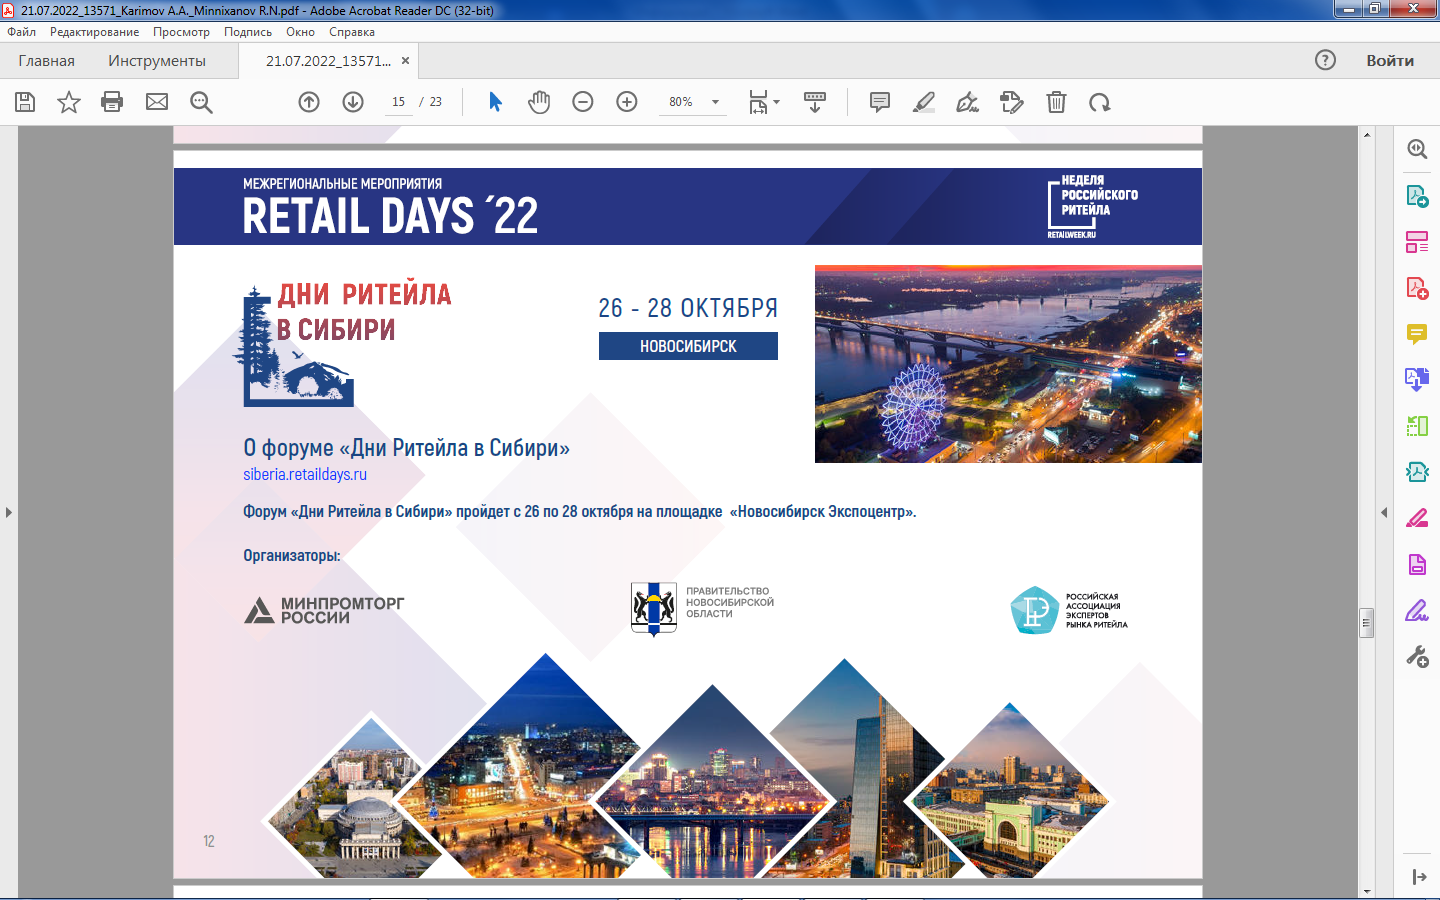 21.07.2022_13571_Karimov A.A._Minnixanov R.N.pdf - Adobe Acrobat Reader DC (32-bit)
Файл Редактирование Просмотр Подпись Окно Справка
Главная Инструменты 21.07.2022_13571... × Войти
15 / 23 80%
МЕЖРЕГИОНАЛЬНЫЕ МЕРОПРИЯТИЯ
RETAIL DAYS ´22
НЕДЕЛЯ
РОССИЙСКОГО
РИТЕЙЛА
RETAILWEEK.RU
ДНИ РИТЕЙЛА
В СИБИРИ
26 - 28 ОКТЯБРЯ
НОВОСИБИРСК
О форуме «Дни Ритейла в Сибири»
siberia.retaildays.ru
Форум «Дни Ритейла в Сибири» пройдет с 26 по 28 октября на площадке «Новосибирск Экспоцентр».
Организаторы:
МИНПРОМТОРГ
РОССИИ
ПРАВИТЕЛЬСТВО
НОВОСИБИРСКОЙ
ОБЛАСТИ
РОССИЙСКАЯ
АССОЦИАЦИЯ
ЭКСПЕРТОВ
РЫНКА РИТЕЙЛА
12